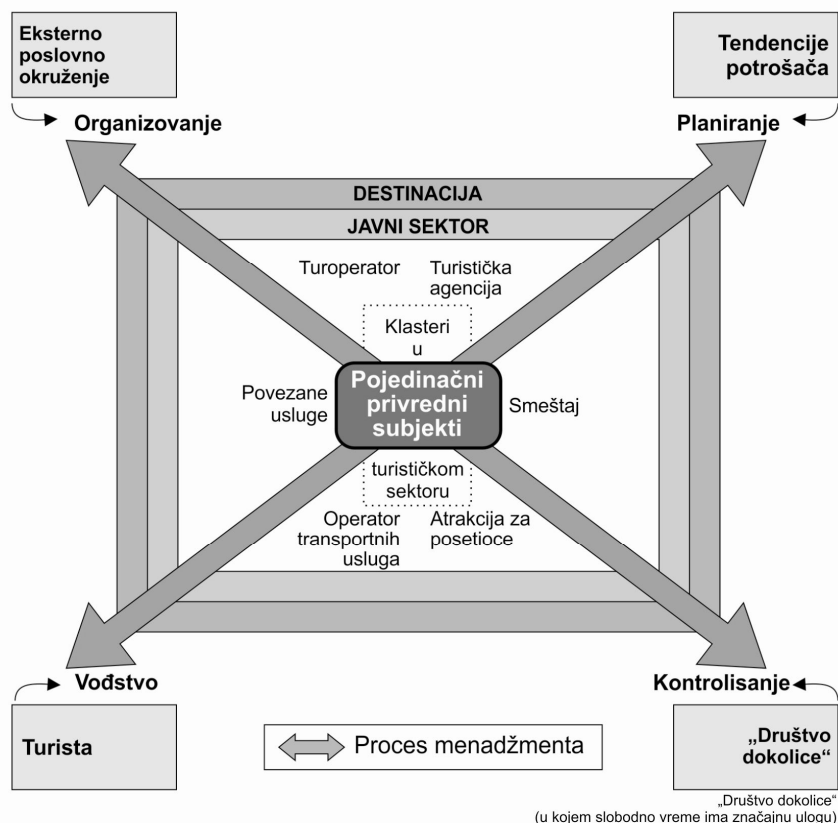 Eksterno
poslovno
okruženje
Tendencije
potrošača
Organizovanje
Planiranje
DESTINACIJA
JAVNI SEKTOR
Turoperator
Turistička
agencija
Klasteri
u
Povezane
usluge
Pojedinačni
privredni
subjekti
Smeštaj
turističkom
sektoru
Operator
transportnih
usluga
Atrakcija za
posetioce
Vođstvo
Kontrolisanje
Turista
Proces menadžmenta
„Društvo
dokolice“
„Društvo dokolice“
(u kojem slobodno vreme ima značajnu ulogu)